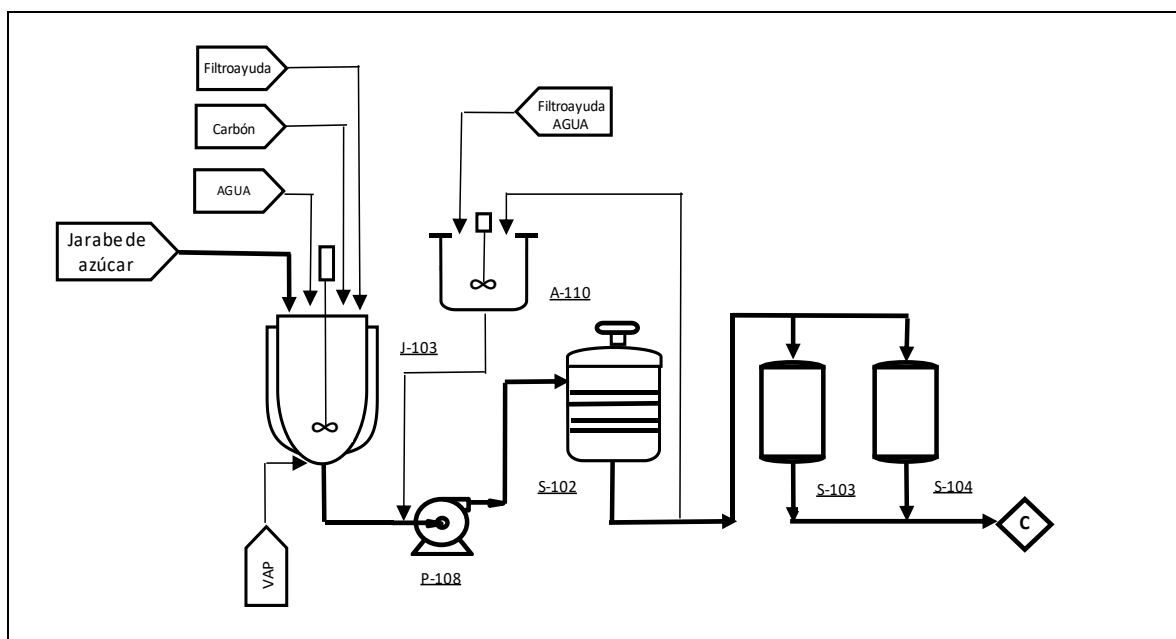 Filtroayuda
Carbón
AGUA
Jarabe de
azúcar
Filtroayuda
AGUA
A-110
J-103
S-102
S-103
S-104
P-108
VAP
C